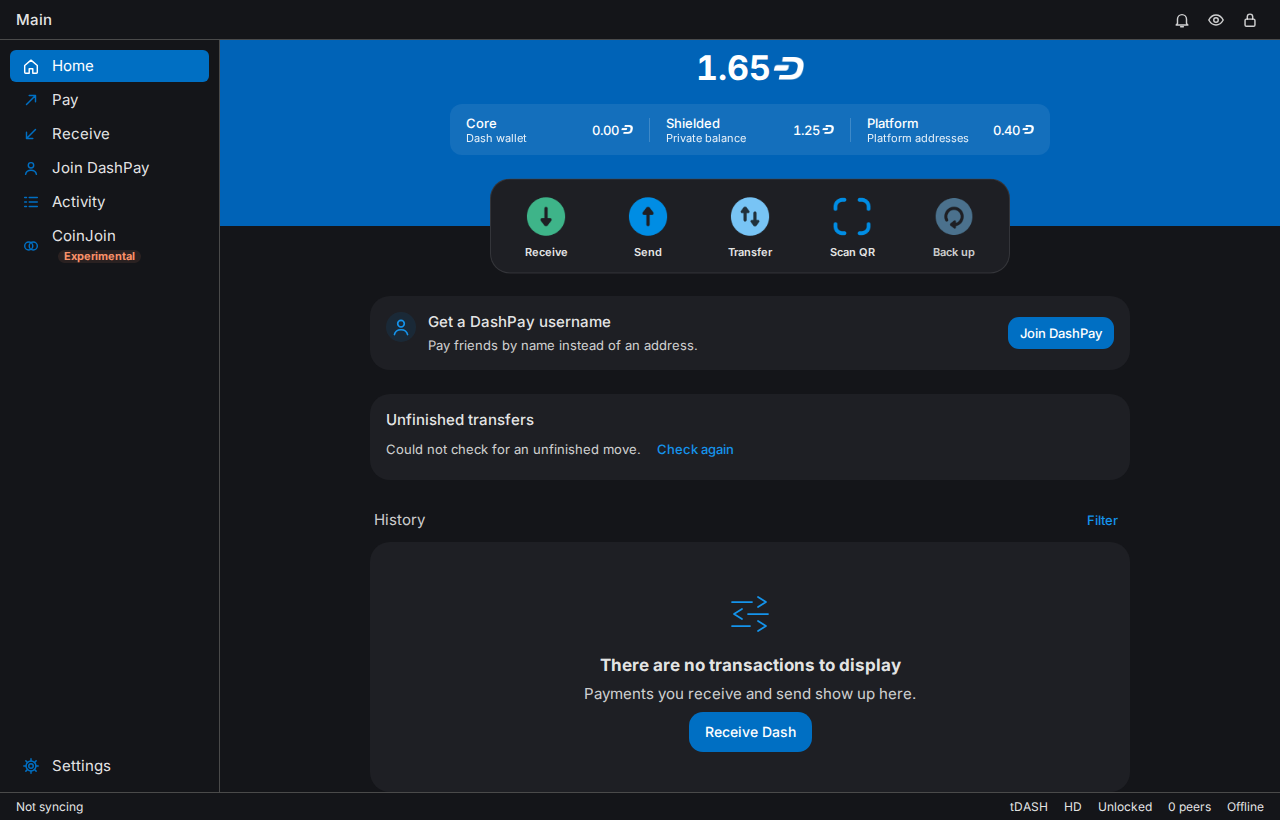 Main
Home
Pay
Receive
Join DashPay
Activity
CoinJoin
Experimental
Settings
1.65
Core
Dash wallet
0.00
Shielded
Private balance
1.25
Platform
Platform addresses
0.40
Receive
Send
Transfer
Scan QR
Back up
Get a DashPay username
Pay friends by name instead of an address.
Join DashPay
Unfinished transfers
Could not check for an unfinished move. Check again
History
Filter
There are no transactions to display
Payments you receive and send show up here.
Receive Dash
Not syncing
tDASH HD Unlocked 0 peers Offline